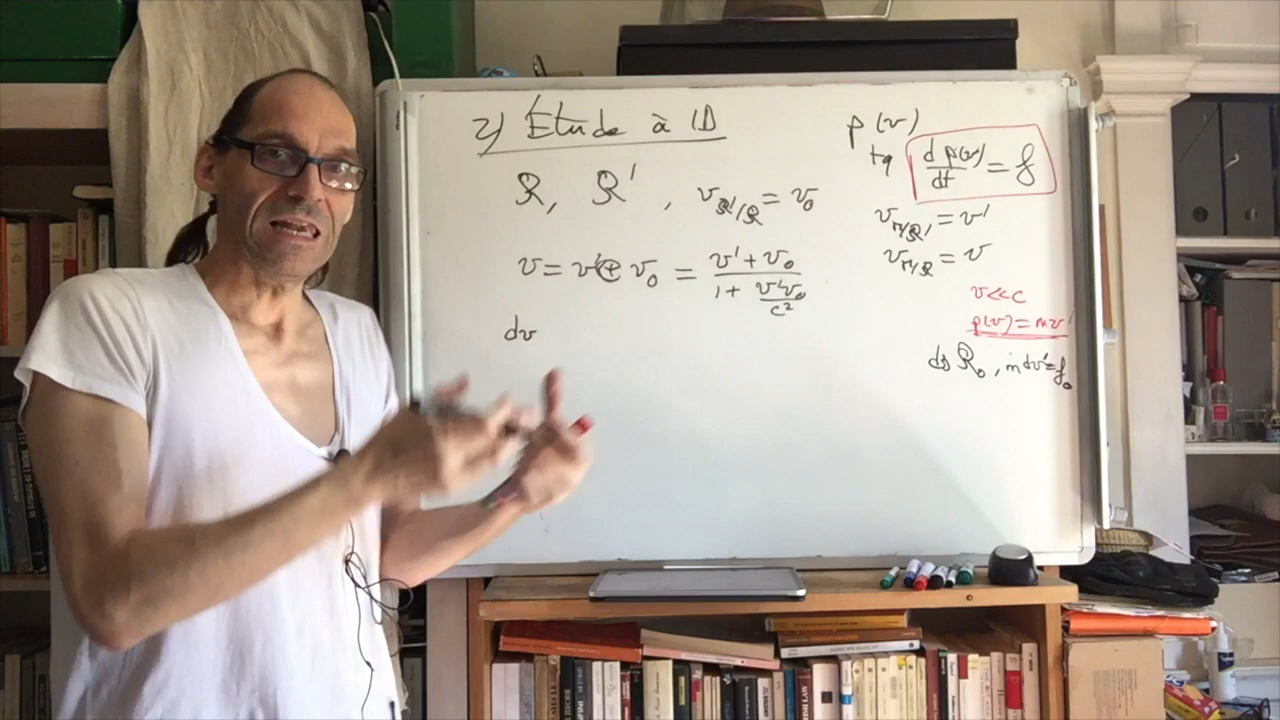 2) Étude à 1D
R, R', v_{R'/R} = v₀
v = v' ⊕ v₀ = (v' + v₀) / (1 + v'v₀/c²)
dv
p(v)
tq dp(v)/dt = f
v_{M/R'} = v'
v_{M/R} = v
v<<c
p(v) = mv
ds R₀, m dv' = f₀